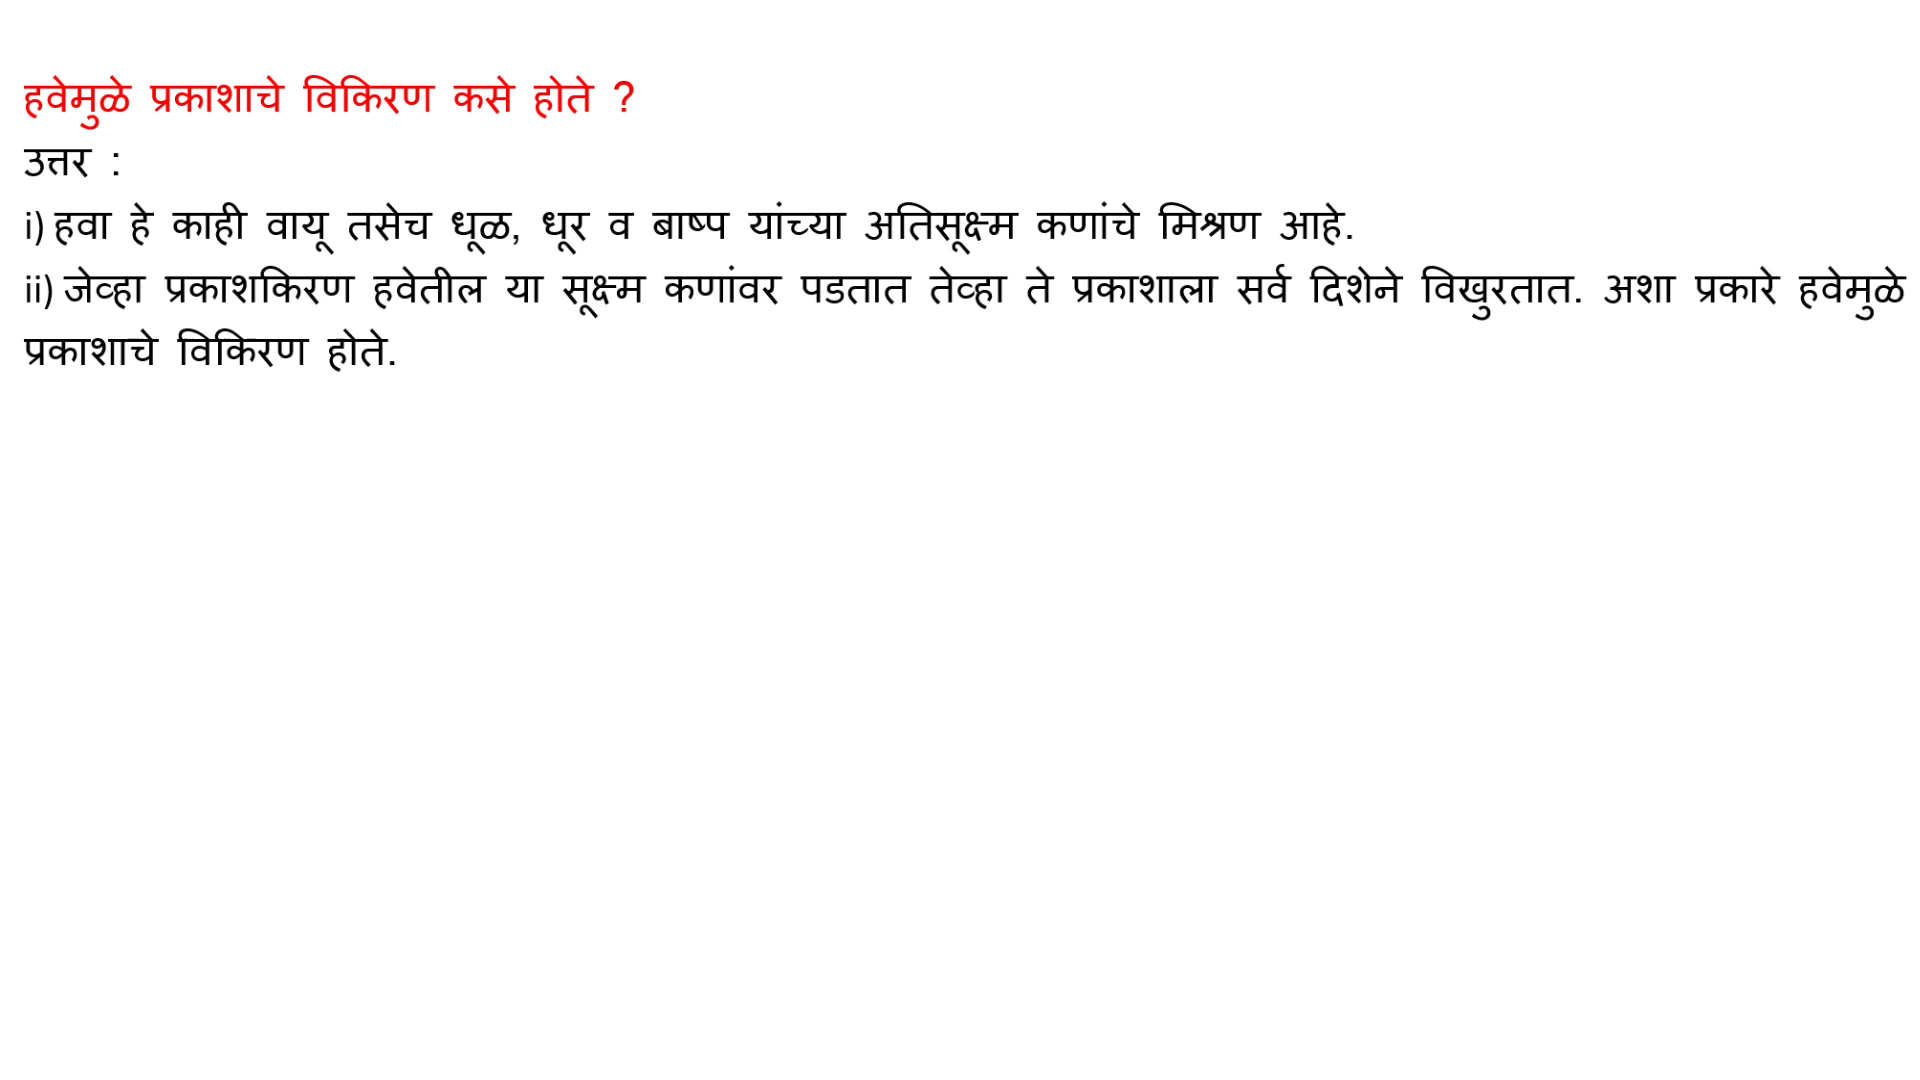 हवेमुळे प्रकाशाचे विकिरण कसे होते ?
उत्तर :
i) हवा हे काही वायू तसेच धूळ, धूर व बाष्प यांच्या अतिसूक्ष्म कणांचे मिश्रण आहे.
ii) जेव्हा प्रकाशकिरण हवेतील या सूक्ष्म कणांवर पडतात तेव्हा ते प्रकाशाला सर्व दिशेने विखुरतात. अशा प्रकारे हवेमुळे
प्रकाशाचे विकिरण होते.